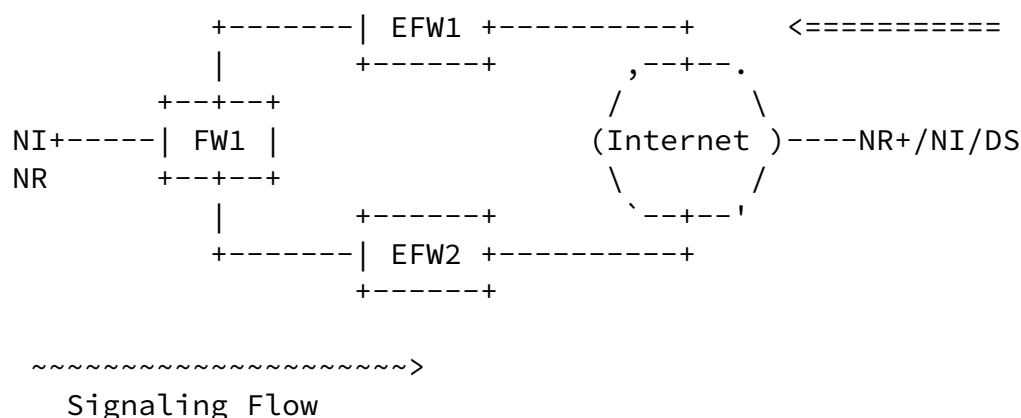 +-------| EFW1 +----------+     <===========
            |       +------+       ,--+--.
         +--+--+                  /       \
NI+-----| FW1 |                 (Internet )----NR+/NI/DS
NR       +--+--+                  \       /
            |       +------+       `--+--'
            +-------| EFW2 +----------+
                    +------+

 ~~~~~~~~~~~~~~~~~~~~~>
   Signaling Flow